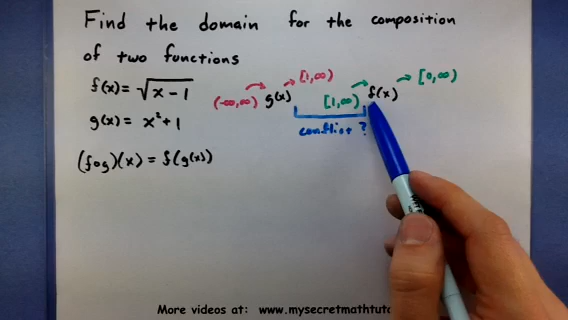 Find the domain for the composition
of two functions
f(x) = √x - 1
g(x) = x² + 1
(f∘g)(x) = f(g(x))
(-∞,∞) g(x) [1,∞)
[1,∞) f(x) [0,∞)
conflict ?
More videos at: www.mysecretmathtuto